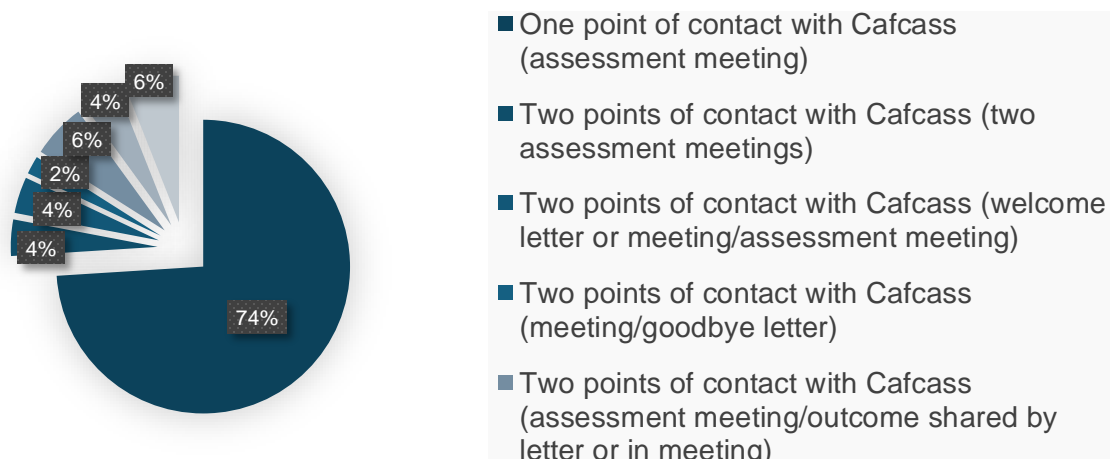 6%
4%
6%
2%
4%
4%
74%
One point of contact with Cafcass
(assessment meeting)
Two points of contact with Cafcass (two
assessment meetings)
Two points of contact with Cafcass (welcome
letter or meeting/assessment meeting)
Two points of contact with Cafcass
(meeting/goodbye letter)
Two points of contact with Cafcass
(assessment meeting/outcome shared by
letter or in meeting)